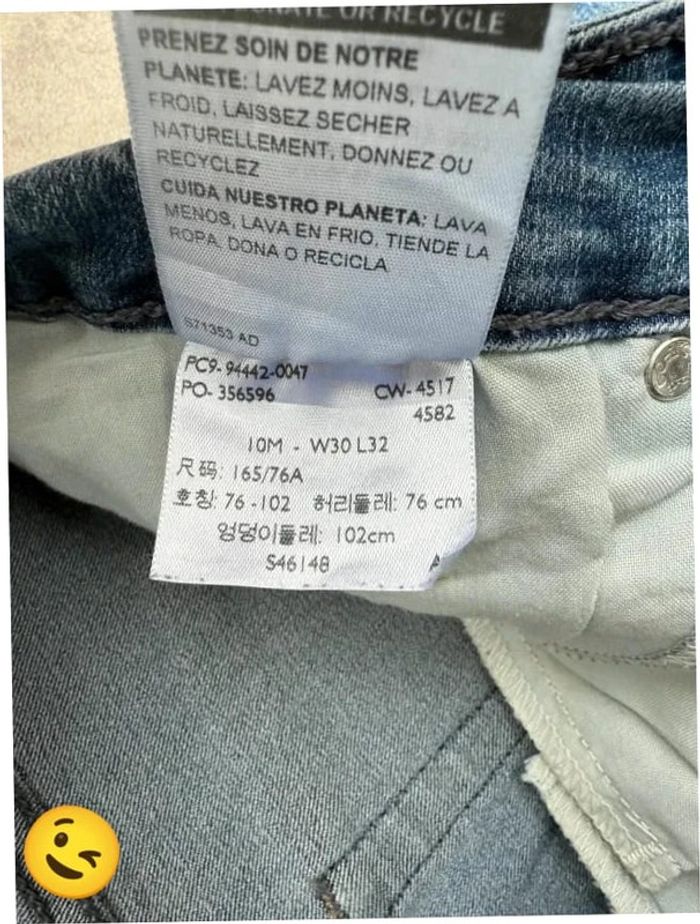 OR RECYCLE
PRENEZ SOIN DE NOTRE
PLANETE: LAVEZ MOINS, LAVEZ A
FROID, LAISSEZ SECHER
NATURELLEMENT, DONNEZ OU
RECYCLEZ
CUIDA NUESTRO PLANETA: LAVA
MENOS, LAVA EN FRIO, TIENDE LA
ROPA, DONA O RECICLA
571353 AD
PC9- 94442-0047
PO- 356596 CW- 4517
4582
10M - W30 L32
尺码: 165/76A
호칭: 76 -102 허리둘레: 76 cm
엉덩이둘레: 102cm
S46148